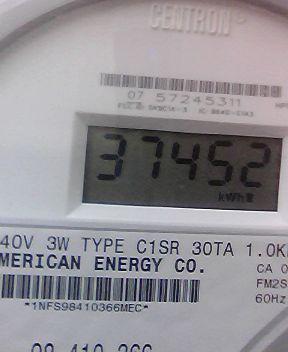 CENTRON®
07 57245311
37452
kWh
40V 3W TYPE C1SR 30TA 1.0K
MERICAN ENERGY CO.
CA 0
FM2S
60Hz
*1NFS98410366MEC*